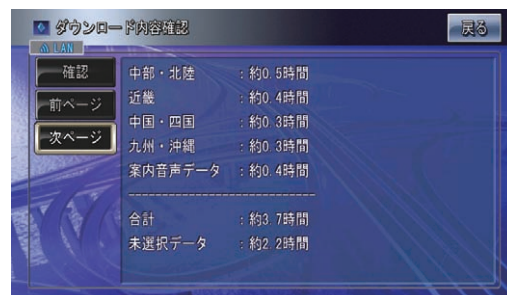 ダウンロード内容確認
戻る
LAN
確認
前ページ
次ページ
中部・北陸 :約0.5時間
近畿 :約0.4時間
中国・四国 :約0.3時間
九州・沖縄 :約0.3時間
案内音声データ :約0.4時間
------------------------------
合計 :約3.7時間
未選択データ :約2.2時間